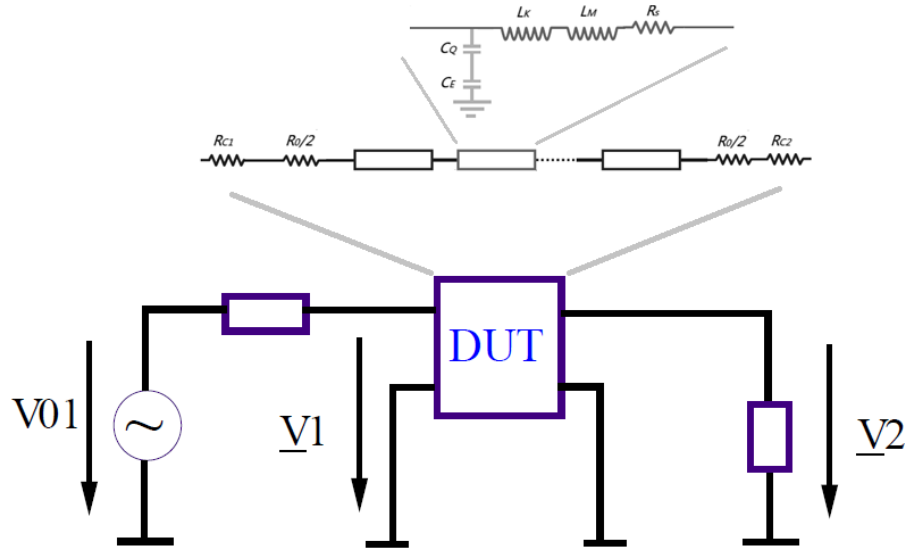 LK LM RS
CQ
CE
RC1 R0/2 R0/2 RC2
DUT
V01 V1 V2
~